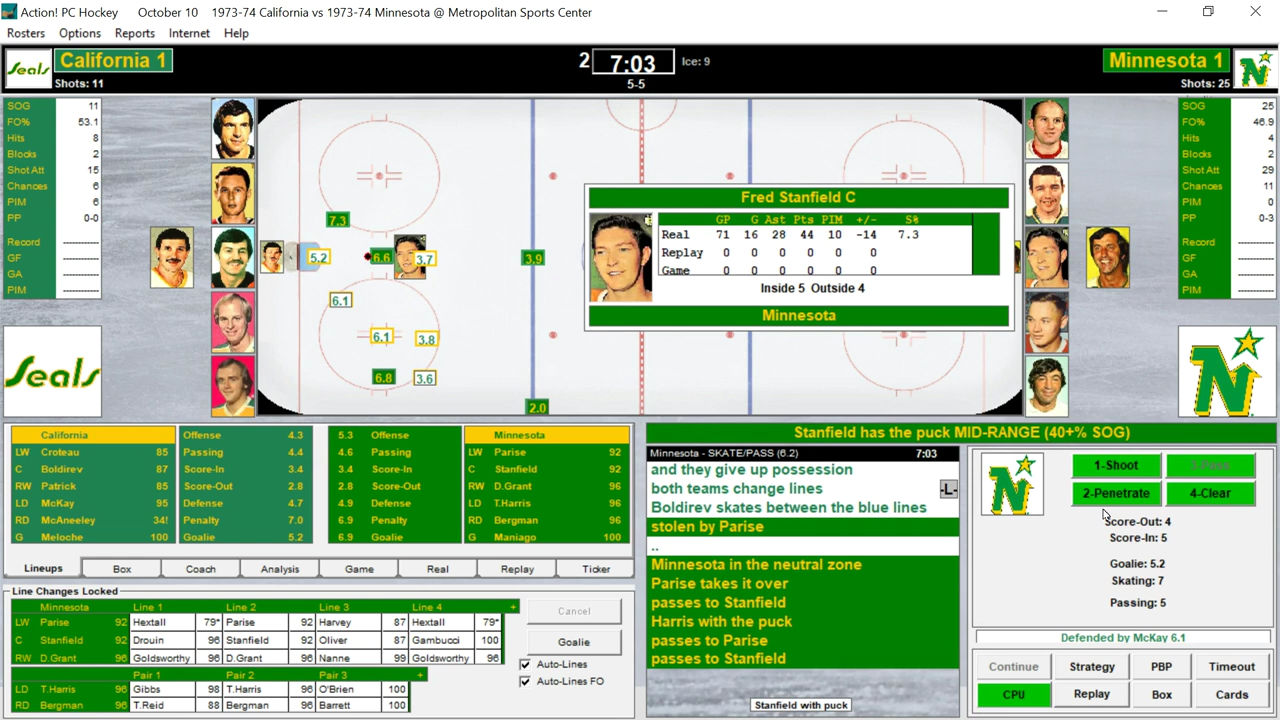 Action! PC Hockey October 10 1973-74 California vs 1973-74 Minnesota @ Metropolitan Sports Center
Rosters Options Reports Internet Help
Seals California 1 2 7:03 Ice: 9 Minnesota 1 N
Shots: 11 5-5 Shots: 25
SOG 11
FO% 53.1
Hits 8
Blocks 2
Shot Att 15
Chances 6
PIM 6
PP 0-0
Record
GF
GA
PIM
Seals
7.3
5.2 6.6 3.7 3.9
6.1
6.1 3.8
6.8 3.6
2.0
Fred Stanfield C
GP G Ast Pts PIM +/- S%
Real 71 16 28 44 10 -14 7.3
Replay 0 0 0 0 0 0
Game 0 0 0 0 0 0
Inside 5 Outside 4
Minnesota
SOG 25
FO% 46.9
Hits 4
Blocks 2
Shot Att 29
Chances 11
PIM 0
PP 0-3
Record
GF
GA
PIM
N
California Offense 4.3 5.3 Offense Minnesota
LW Croteau 85 Passing 4.4 4.6 Passing LW Parise 92
C Boldirev 87 Score-In 3.4 3.4 Score-In C Stanfield 92
RW Patrick 85 Score-Out 2.8 2.8 Score-Out RW D.Grant 96
LD McKay 95 Defense 4.7 4.9 Defense LD T.Harris 96
RD McAneeley 34! Penalty 7.0 6.9 Penalty RD Bergman 96
G Meloche 100 Goalie 5.2 6.9 Goalie G Maniago 100
Lineups Box Coach Analysis Game Real Replay Ticker
Line Changes Locked
Minnesota Line 1 Line 2 Line 3 Line 4 +
LW Parise 92 Hextall 79* Parise 92 Harvey 87 Hextall 79*
C Stanfield 92 Drouin 96 Stanfield 92 Oliver 87 Gambucci 100
RW D.Grant 96 Goldsworthy 96 D.Grant 96 Nanne 99 Goldsworthy 96
Pair 1 Pair 2 Pair 3 +
LD T.Harris 96 Gibbs 98 T.Harris 96 O'Brien 100
RD Bergman 96 T.Reid 88 Bergman 96 Barrett 100
Cancel
Goalie
Auto-Lines
Auto-Lines FO
Stanfield has the puck MID-RANGE (40+% SOG)
Minnesota - SKATE/PASS (6.2) 7:03
and they give up possession
both teams change lines
-L-
Boldirev skates between the blue lines
stolen by Parise
..
Minnesota in the neutral zone
Parise takes it over
passes to Stanfield
Harris with the puck
passes to Parise
passes to Stanfield
Stanfield with puck
N
1-Shoot
2-Penetrate 4-Clear
Score-Out: 4
Score-In: 5
Goalie: 5.2
Skating: 7
Passing: 5
Defended by McKay 6.1
Continue Strategy PBP Timeout
CPU Replay Box Cards